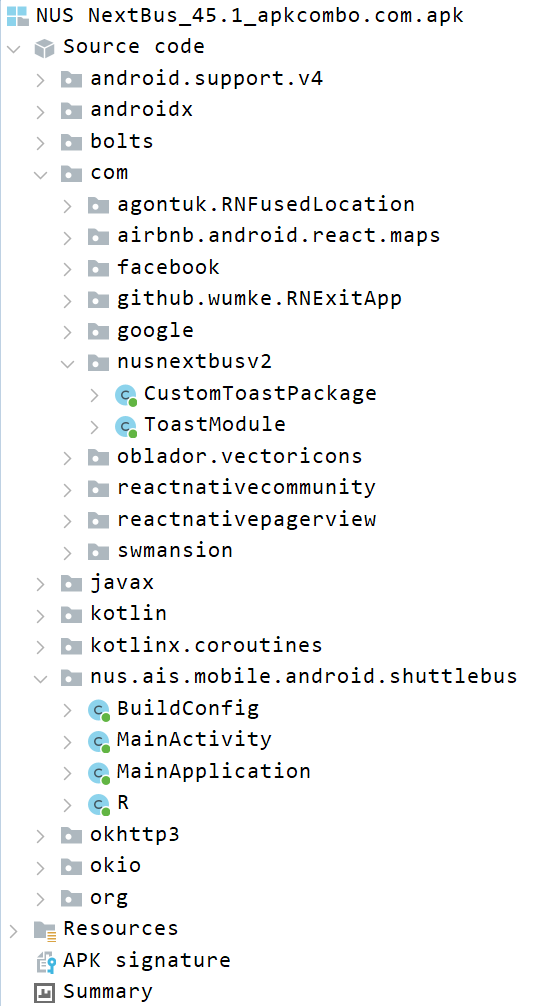 NUS NextBus_45.1_apkcombo.com.apk
Source code
android.support.v4
androidx
bolts
com
agontuk.RNFusedLocation
airbnb.android.react.maps
facebook
github.wumke.RNExitApp
google
nusnextbusv2
CustomToastPackage
ToastModule
oblador.vectoricons
reactnativecommunity
reactnativepagerview
swmansion
javax
kotlin
kotlinx.coroutines
nus.ais.mobile.android.shuttlebus
BuildConfig
MainActivity
MainApplication
R
okhttp3
okio
org
Resources
APK signature
Summary